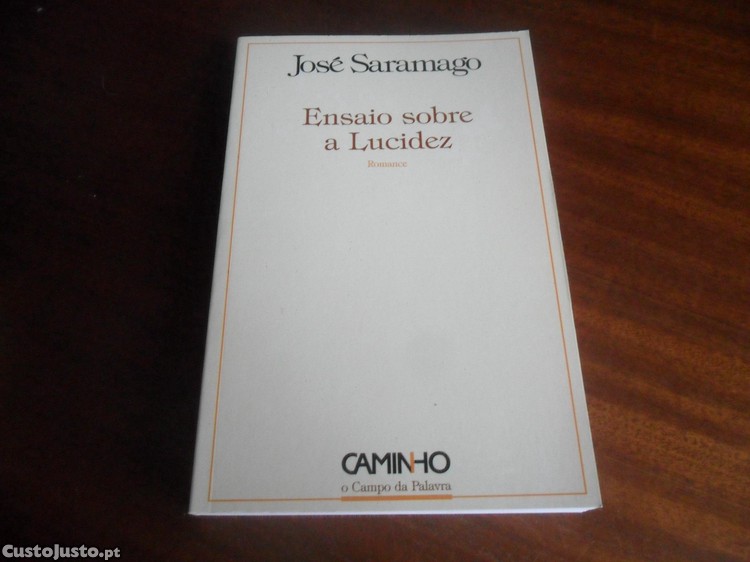 José Saramago
Ensaio sobre
a Lucidez
Romance
CAMINHO
o Campo da Palavra
CustoJusto.pt